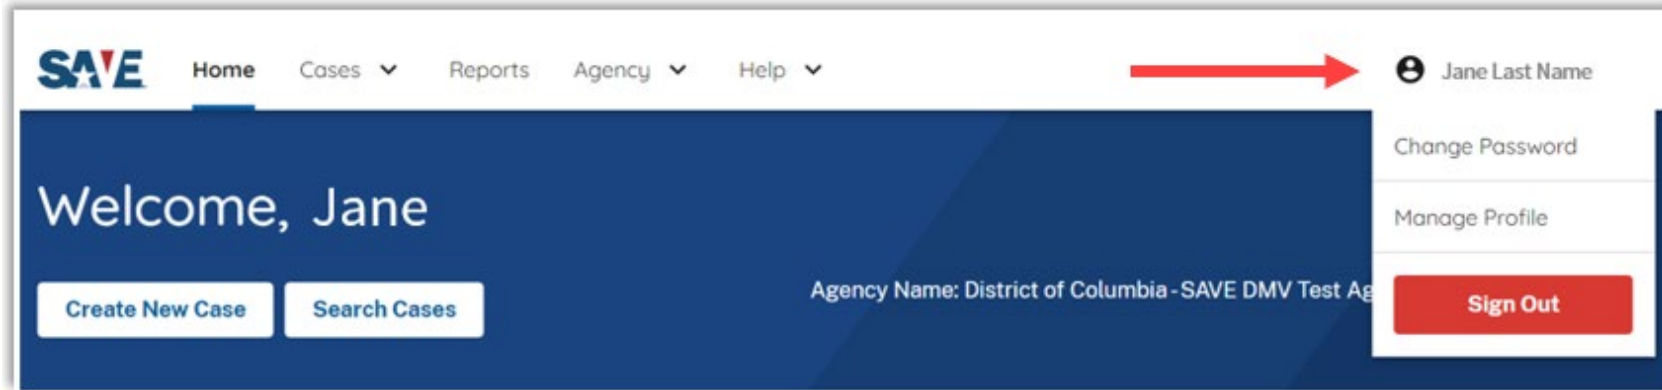 SAVE Home Cases Reports Agency Help Jane Last Name
Change Password
Welcome, Jane
Manage Profile
Agency Name: District of Columbia - SAVE DMV Test Ag
Create New Case Search Cases Sign Out